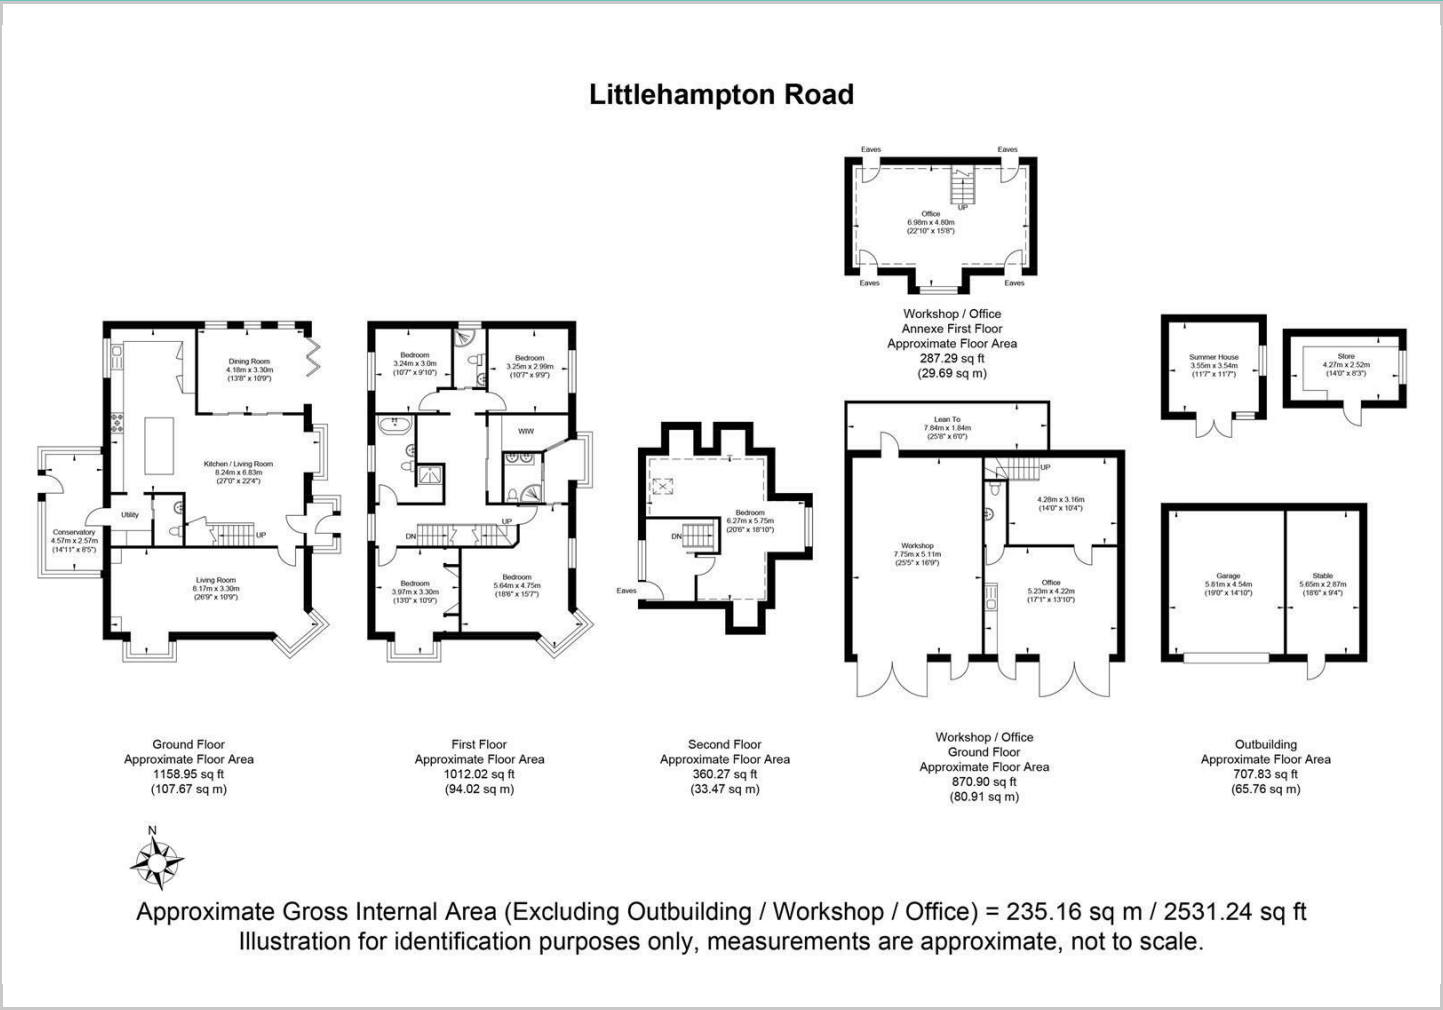 Littlehampton Road
Eaves
Eaves
UP
Office
6.98m x 4.80m
(22'10" x 15'8")
Eaves
Eaves
Workshop / Office
Annexe First Floor
Approximate Floor Area
287.29 sq ft
(29.69 sq m)
Dining Room
4.18m x 3.30m
(13'8" x 10'9")
Kitchen / Living Room
8.24m x 6.83m
(27'0" x 22'4")
Utility
Conservatory
4.57m x 2.57m
(14'11" x 8'5")
UP
Living Room
8.17m x 3.30m
(26'9" x 10'9")
Ground Floor
Approximate Floor Area
1158.95 sq ft
(107.67 sq m)
Bedroom
3.24m x 3.0m
(10'7" x 9'10")
Bedroom
3.25m x 2.99m
(10'7" x 9'9")
WIW
UP
DN
Bedroom
3.97m x 3.30m
(13'0" x 10'9")
Bedroom
5.64m x 4.75m
(18'6" x 15'7")
First Floor
Approximate Floor Area
1012.02 sq ft
(94.02 sq m)
Bedroom
6.27m x 5.75m
(20'6" x 18'10")
DN
Eaves
Second Floor
Approximate Floor Area
360.27 sq ft
(33.47 sq m)
Lean To
7.84m x 1.84m
(25'8" x 6'0")
UP
4.28m x 3.16m
(14'0" x 10'4")
Workshop
7.75m x 5.11m
(25'5" x 16'9")
Office
5.23m x 4.22m
(17'1" x 13'10")
Workshop / Office
Ground Floor
Approximate Floor Area
870.90 sq ft
(80.91 sq m)
Summer House
3.55m x 3.54m
(11'7" x 11'7")
Store
4.27m x 2.52m
(14'0" x 8'3")
Garage
5.81m x 4.54m
(19'0" x 14'10")
Stable
5.65m x 2.87m
(18'6" x 9'4")
Outbuilding
Approximate Floor Area
707.83 sq ft
(65.76 sq m)
N
Approximate Gross Internal Area (Excluding Outbuilding / Workshop / Office) = 235.16 sq m / 2531.24 sq ft
Illustration for identification purposes only, measurements are approximate, not to scale.